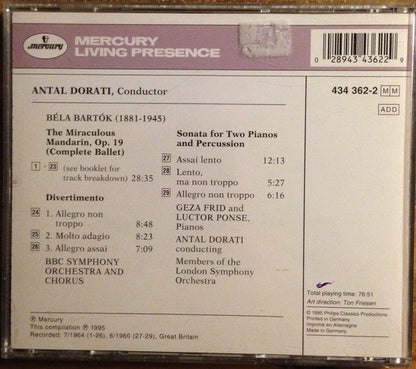 Mercury
MERCURY
LIVING PRESENCE
0 28943 43622 9
ANTAL DORATI, Conductor
434 362-2 MM
ADD
BÉLA BARTÓK (1881-1945)
The Miraculous
Mandarin, Op. 19
(Complete Ballet)
1 - 23 (see booklet for
track breakdown) 28:35
Divertimento
24 1. Allegro non
troppo 8:48
25 2. Molto adagio 8:23
26 3. Allegro assai 7:09
BBC SYMPHONY
ORCHESTRA AND
CHORUS
Sonata for Two Pianos
and Percussion
27 Assai lento 12:13
28 Lento,
ma non troppo 5:27
29 Allegro non troppo 6:16
GEZA FRID and
LUCTOR PONSE,
Pianos
ANTAL DORATI
conducting
Members of the
London Symphony
Orchestra
Total playing time: 76:51
Art direction: Ton Friesen
℗ Mercury
This compilation ℗ 1995
Recorded: 7/1964 (1-26), 6/1960 (27-29), Great Britain
© 1995 Philips Classics Productions
Printed in Germany
Imprimé en Allemagne
Made in Germany